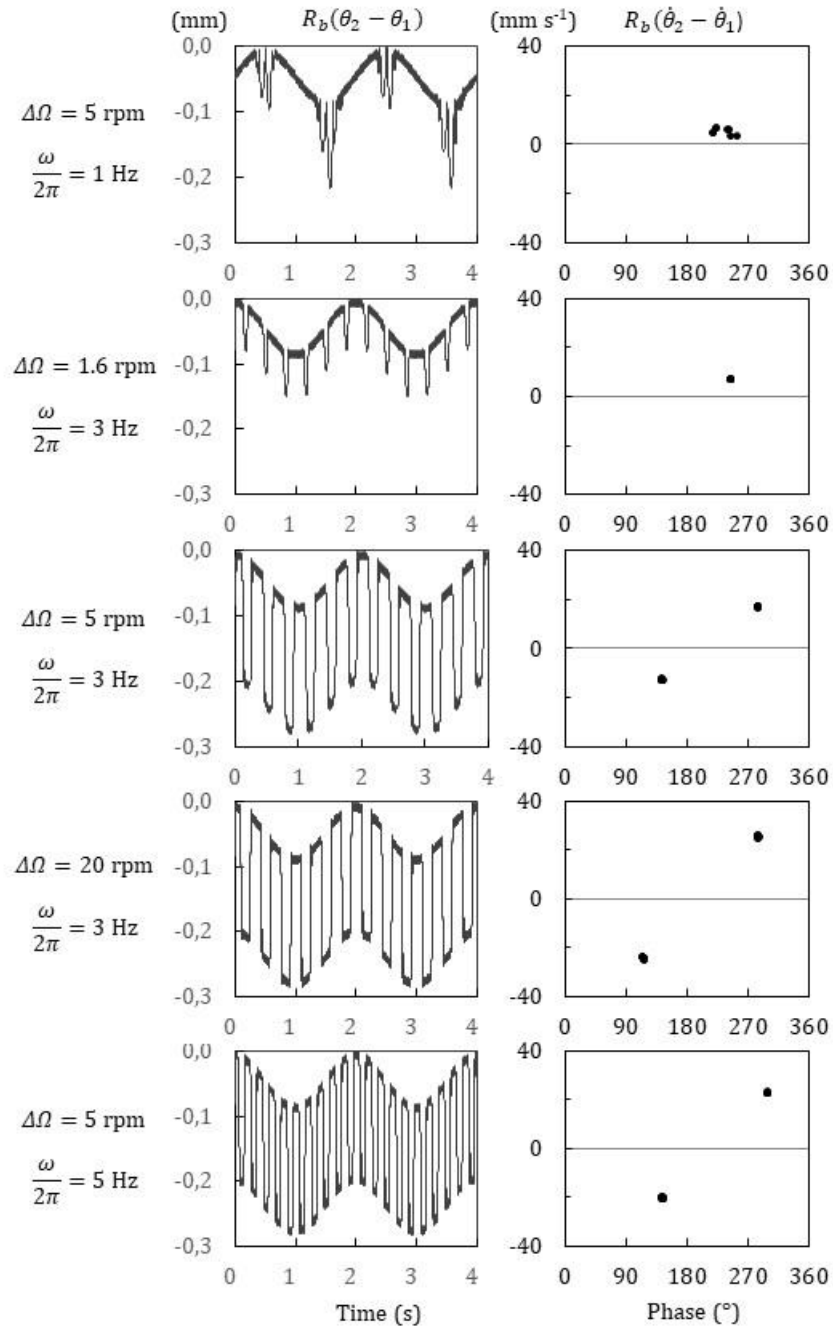 (mm) R_b(θ_2 − θ_1) (mm s⁻¹) R_b(θ̇_2 − θ̇_1)
0,0 40
ΔΩ = 5 rpm -0,1
0
ω/2π = 1 Hz -0,2
-0,3 -40
0 1 2 3 4 0 90 180 270 360
0,0 40
ΔΩ = 1.6 rpm -0,1
0
ω/2π = 3 Hz -0,2
-0,3 -40
0 1 2 3 4 0 90 180 270 360
0,0 40
ΔΩ = 5 rpm -0,1
0
ω/2π = 3 Hz -0,2
-0,3 -40
0 1 2 3 4 0 90 180 270 360
0,0 40
ΔΩ = 20 rpm -0,1
0
ω/2π = 3 Hz -0,2
-0,3 -40
0 1 2 3 4 0 90 180 270 360
0,0 40
ΔΩ = 5 rpm -0,1
0
ω/2π = 5 Hz -0,2
-0,3 -40
0 1 2 3 4 0 90 180 270 360
Time (s) Phase (°)